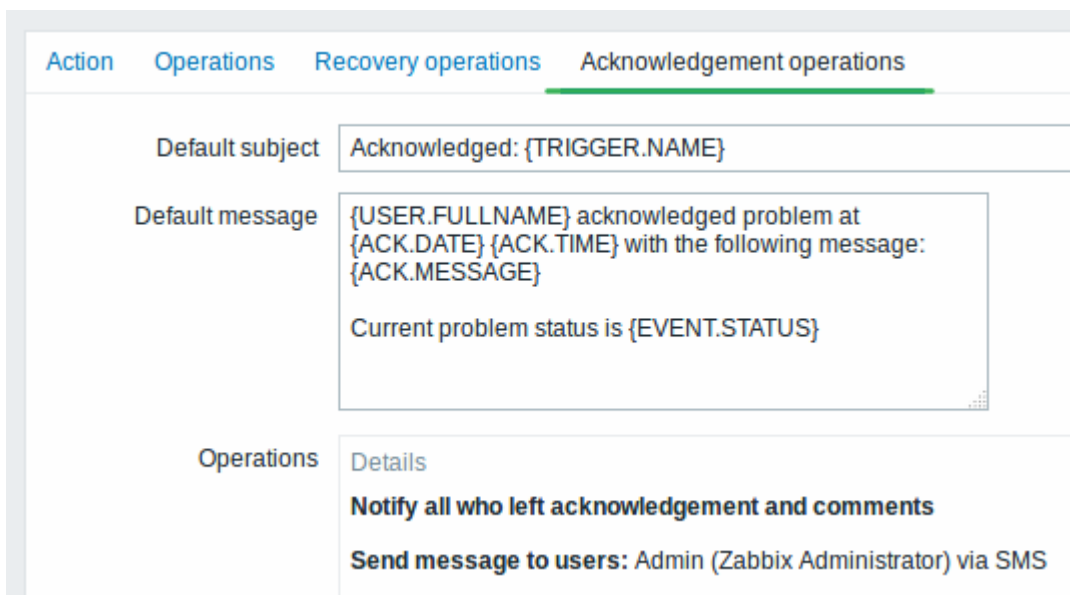 Action Operations Recovery operations Acknowledgement operations
Default subject Acknowledged: {TRIGGER.NAME}
Default message {USER.FULLNAME} acknowledged problem at
{ACK.DATE} {ACK.TIME} with the following message:
{ACK.MESSAGE}
Current problem status is {EVENT.STATUS}
Operations Details
Notify all who left acknowledgement and comments
Send message to users: Admin (Zabbix Administrator) via SMS